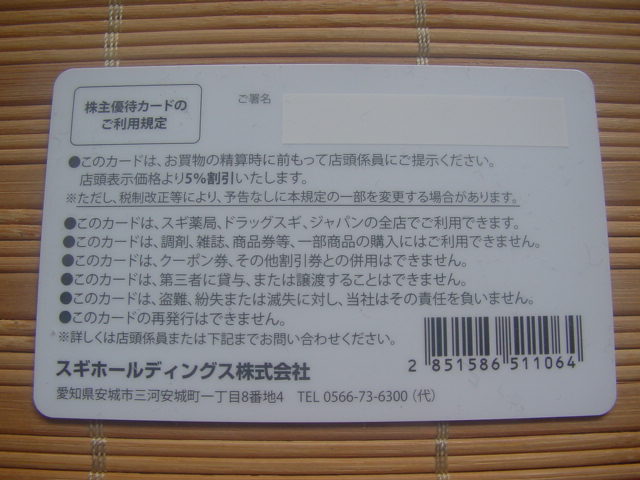 株主優待カードの
ご利用規定
ご署名
●このカードは、お買物の精算時に前もって店頭係員にご提示ください。
店頭表示価格より5%割引いたします。
※ただし、税制改正等により、予告なしに本規定の一部を変更する場合があります。
●このカードは、スギ薬局、ドラッグスギ、ジャパンの全店でご利用できます。
●このカードは、調剤、雑誌、商品券等、一部商品の購入にはご利用できません。
●このカードは、クーポン券、その他割引券との併用はできません。
●このカードは、第三者に貸与、または譲渡することはできません。
●このカードは、盗難、紛失または滅失に対し、当社はその責任を負いません。
●このカードの再発行はできません。
※詳しくは店頭係員または下記までお問い合わせください。
スギホールディングス株式会社
愛知県安城市三河安城町一丁目8番地4 TEL 0566-73-6300（代）
2 851586 511064